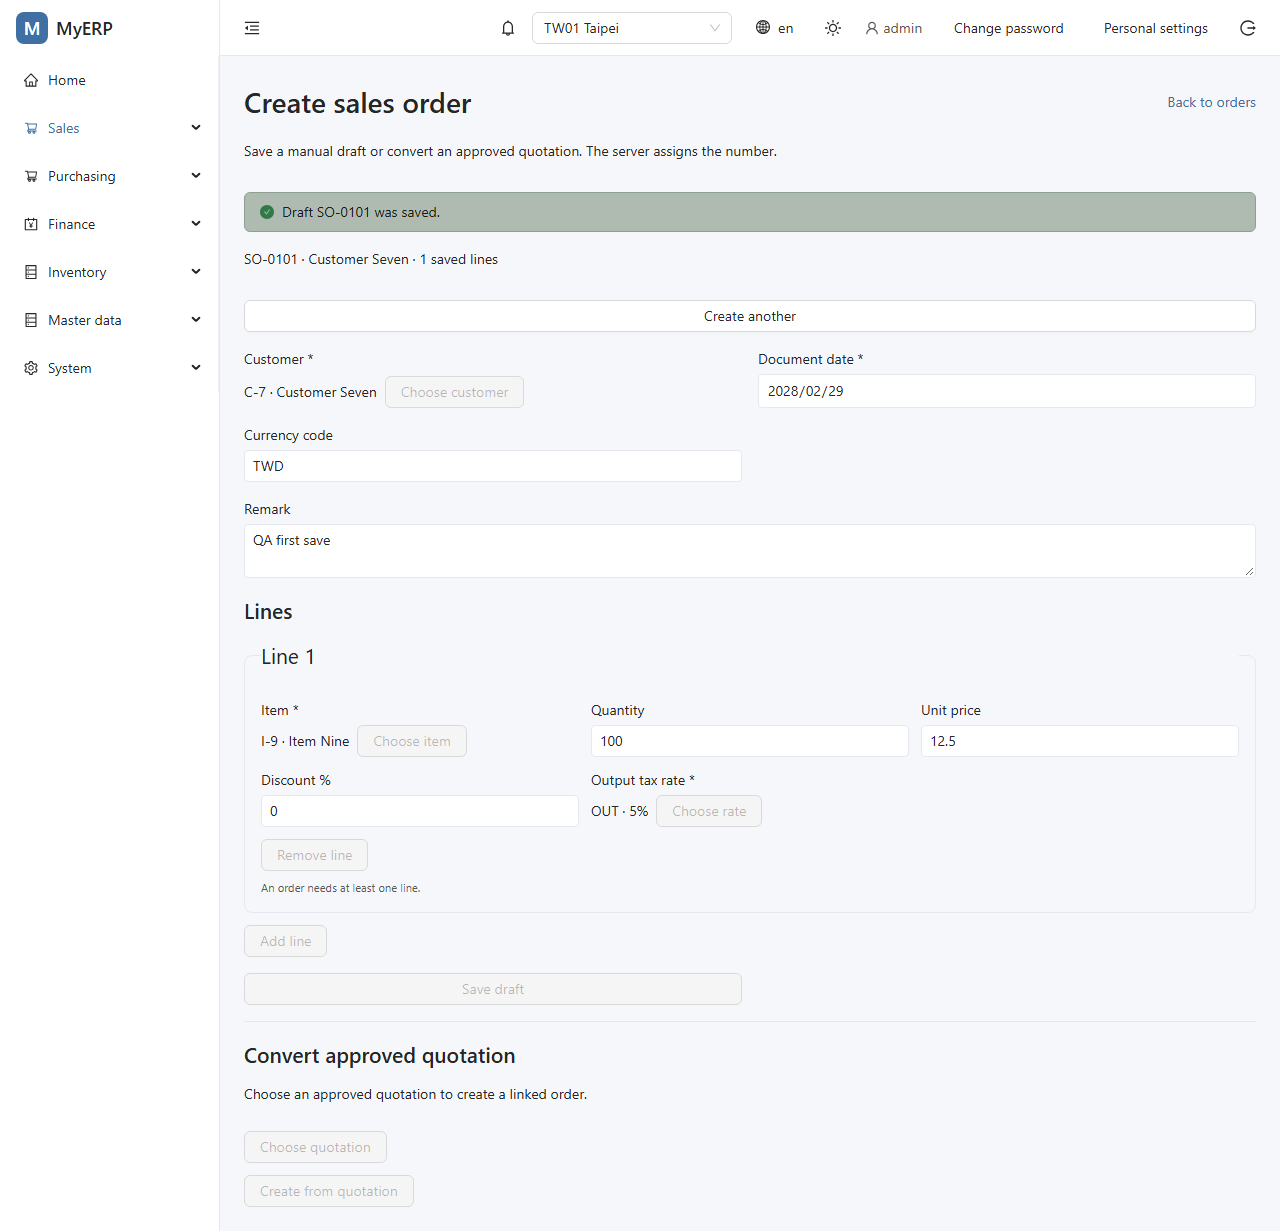 M MyERP
TW01 Taipei
en
admin
Change password
Personal settings
Home
Sales
Purchasing
Finance
Inventory
Master data
System
Create sales order
Back to orders
Save a manual draft or convert an approved quotation. The server assigns the number.
Draft SO-0101 was saved.
SO-0101 · Customer Seven · 1 saved lines
Create another
Customer *
Document date *
C-7 · Customer Seven Choose customer
2028/02/29
Currency code
TWD
Remark
QA first save
Lines
Line 1
Item *
Quantity
Unit price
I-9 · Item Nine Choose item
100
12.5
Discount %
Output tax rate *
0
OUT · 5% Choose rate
Remove line
An order needs at least one line.
Add line
Save draft
Convert approved quotation
Choose an approved quotation to create a linked order.
Choose quotation
Create from quotation